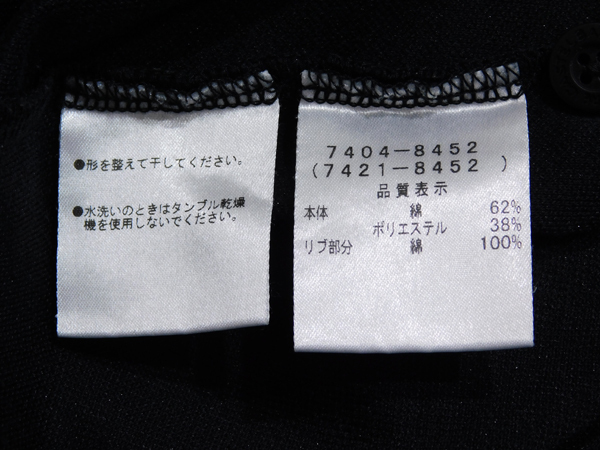 ●形を整えて干してください。
●水洗いのときはタンブル乾燥
機を使用しないでください。
7404-8452
(7421-8452 )
品質表示
本体 綿 62%
ポリエステル 38%
リブ部分 綿 100%